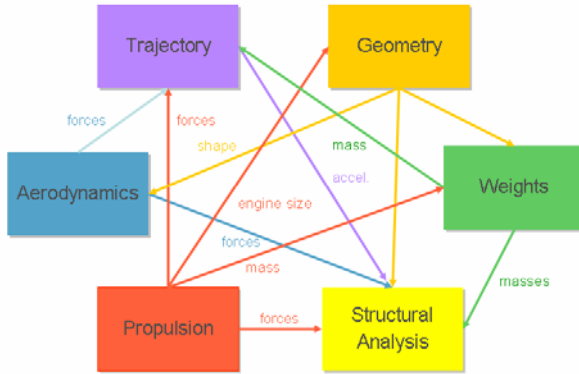 Trajectory
Geometry
forces
forces
shape
mass
accel.
Aerodynamics
Weights
engine size
forces
mass
masses
Propulsion
forces
Structural
Analysis